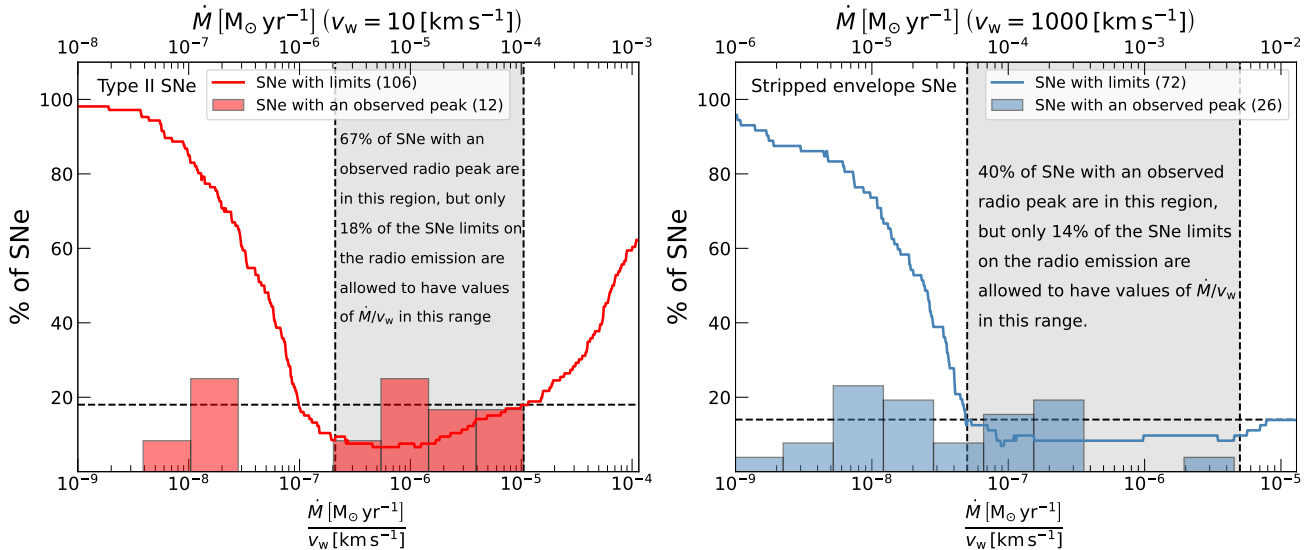 Ṁ [M⊙ yr⁻¹] (v_w = 10 [km s⁻¹])
10⁻⁸ 10⁻⁷ 10⁻⁶ 10⁻⁵ 10⁻⁴ 10⁻³
Type II SNe
SNe with limits (106)
SNe with an observed peak (12)
67% of SNe with an
observed radio peak are
in this region, but only
18% of the SNe limits on
the radio emission are
allowed to have values
of Ṁ/v_w in this range
% of SNe
100
80
60
40
20
10⁻⁹ 10⁻⁸ 10⁻⁷ 10⁻⁶ 10⁻⁵ 10⁻⁴
Ṁ [M⊙ yr⁻¹]
v_w [km s⁻¹]
Ṁ [M⊙ yr⁻¹] (v_w = 1000 [km s⁻¹])
10⁻⁶ 10⁻⁵ 10⁻⁴ 10⁻³ 10⁻²
Stripped envelope SNe
SNe with limits (72)
SNe with an observed peak (26)
40% of SNe with an observed
radio peak are in this region,
but only 14% of the SNe limits
on the radio emission are
allowed to have values of Ṁ/v_w
in this range.
% of SNe
100
80
60
40
20
10⁻⁹ 10⁻⁸ 10⁻⁷ 10⁻⁶ 10⁻⁵
Ṁ [M⊙ yr⁻¹]
v_w [km s⁻¹]